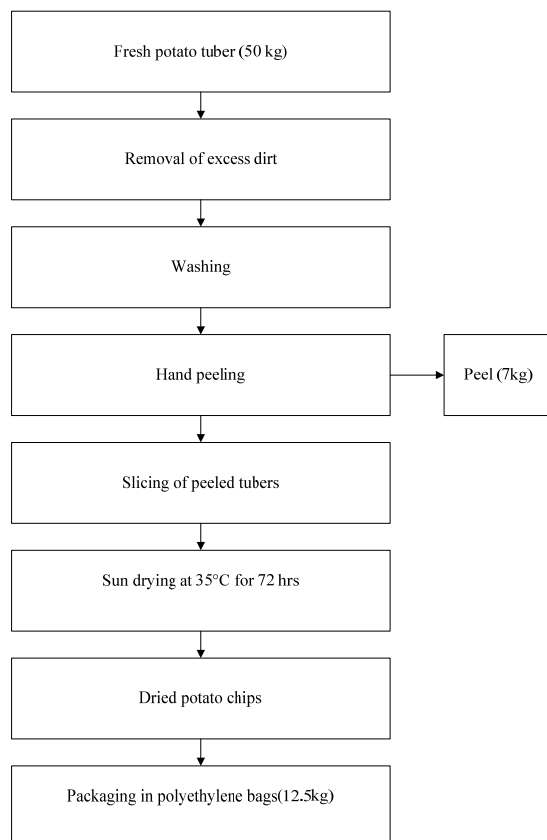 Fresh potato tuber (50 kg)
Removal of excess dirt
Washing
Hand peeling
Peel (7kg)
Slicing of peeled tubers
Sun drying at 35°C for 72 hrs
Dried potato chips
Packaging in polyethylene bags(12.5kg)